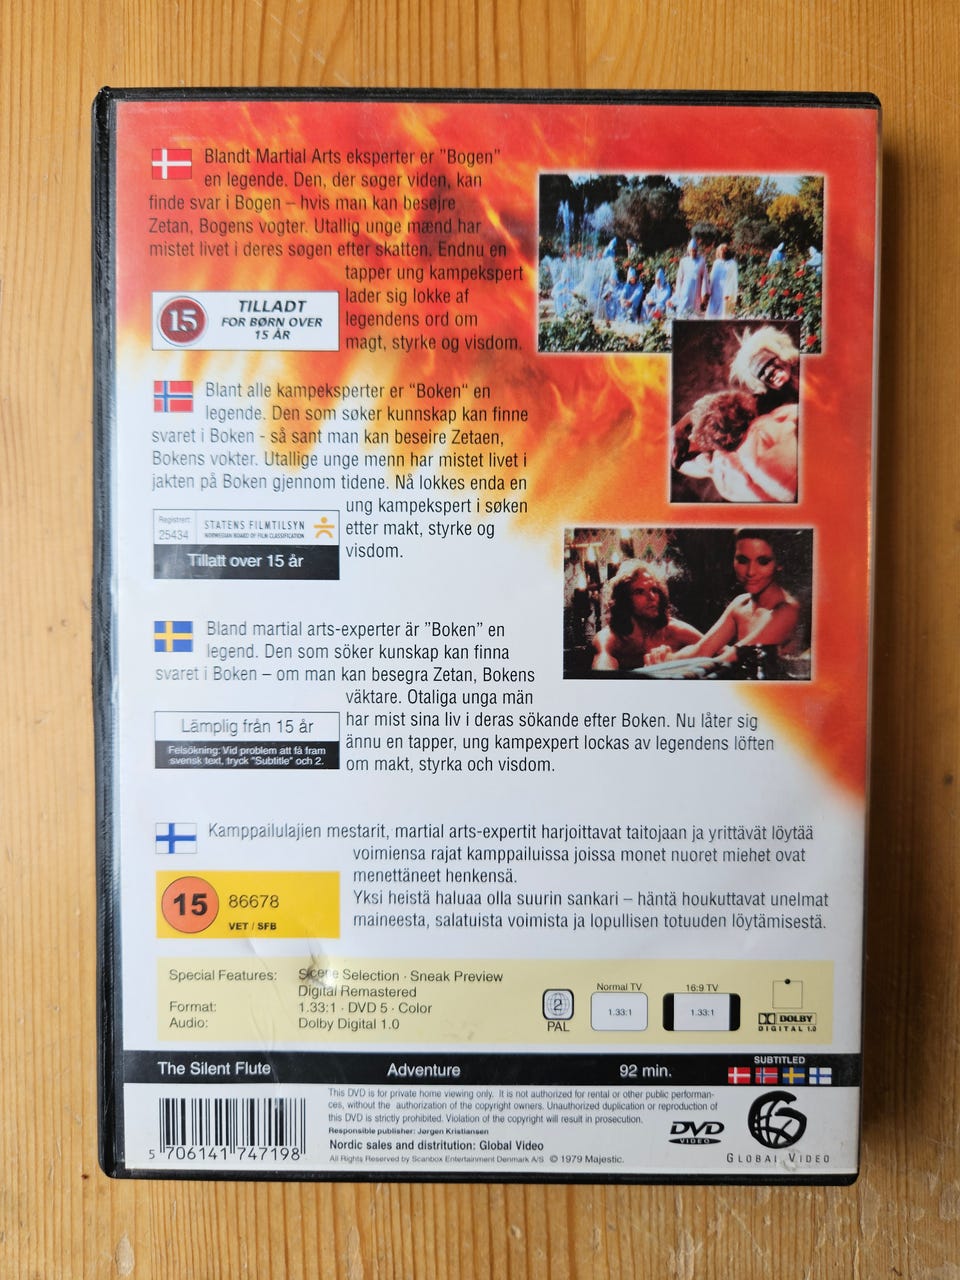 Blandt Martial Arts eksperter er ”Bogen”
en legende. Den, der søger viden, kan
finde svar i Bogen – hvis man kan besejre
Zetan, Bogens vogter. Utallig unge mænd har
mistet livet i deres søgen efter skatten. Endnu en
tapper ung kampekspert
lader sig lokke af
legendens ord om
magt, styrke og visdom.
15
TILLADT
FOR BØRN OVER
15 ÅR
Blant alle kampeksperter er “Boken“ en
legende. Den som søker kunnskap kan finne
svaret i Boken - så sant man kan beseire Zetaen,
Bokens vokter. Utallige unge menn har mistet livet i
jakten på Boken gjennom tidene. Nå lokkes enda en
ung kampekspert i søken
etter makt, styrke og
visdom.
Registrert
25434
STATENS FILMTILSYN
NORWEGIAN BOARD OF FILM CLASSIFICATION
Tillatt over 15 år
Bland martial arts-experter är ”Boken” en
legend. Den som söker kunskap kan finna
svaret i Boken – om man kan besegra Zetan, Bokens
väktare. Otaliga unga män
har mist sina liv i deras sökande efter Boken. Nu låter sig
ännu en tapper, ung kampexpert lockas av legendens löften
om makt, styrka och visdom.
Lämplig från 15 år
Felsökning: Vid problem att få fram
svensk text, tryck "Subtitle" och 2.
Kamppailulajien mestarit, martial arts-expertit harjoittavat taitojaan ja yrittävät löytää
voimiensa rajat kamppailuissa joissa monet nuoret miehet ovat
menettäneet henkensä.
Yksi heistä haluaa olla suurin sankari – häntä houkuttavat unelmat
maineesta, salatuista voimista ja lopullisen totuuden löytämisestä.
15
86678
VET / SFB
Special Features: Scene Selection · Sneak Preview
Digital Remastered
Format: 1.33:1 · DVD 5 · Color
Audio: Dolby Digital 1.0
2
PAL
Normal TV
1.33:1
16:9 TV
1.33:1
DOLBY
DIGITAL 1.0
The Silent Flute Adventure 92 min.
SUBTITLED
5 706141 747198
This DVD is for private home viewing only. It is not authorized for rental or other public performan-
ces, without the authorization of the copyright owners. Unauthorized duplication or reproduction of
this DVD is strictly prohibited. Violation of the copyright will result in prosecution.
Responsible publisher: Jørgen Kristiansen
Nordic sales and distritution: Global Video
All Rights Reserved by Scanbox Entertainment Denmark A/S © 1979 Majestic.
DVD
VIDEO
GLOBAL VIDEO